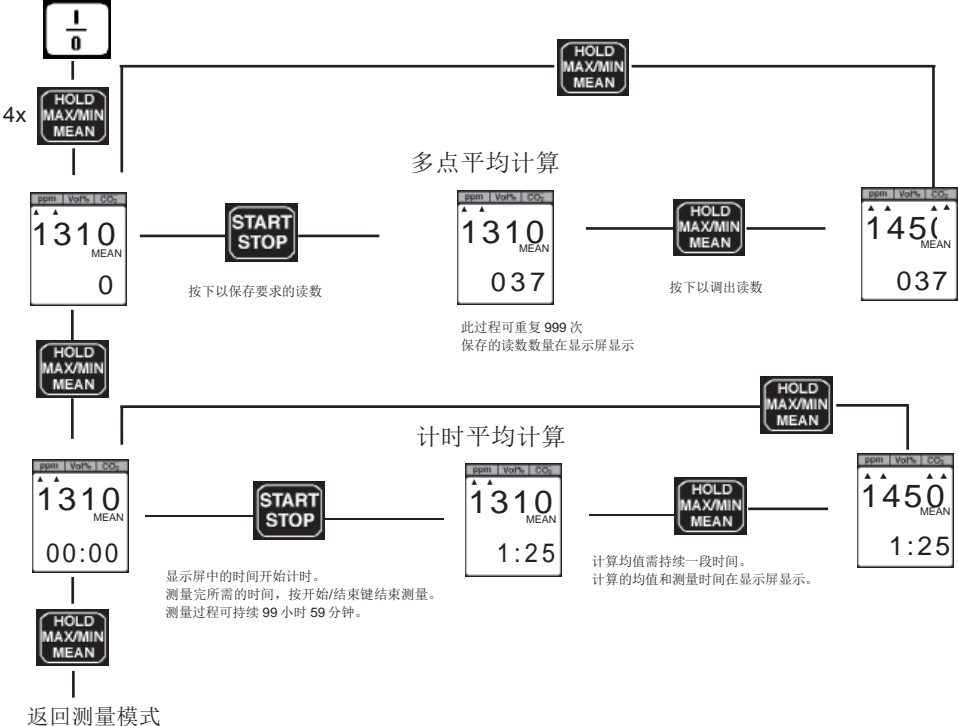 I
0
4x
HOLD
MAX/MIN
MEAN
HOLD
MAX/MIN
MEAN
多点平均计算
ppm Vol% CO₂
1310
MEAN
0
START
STOP
按下以保存要求的读数
ppm Vol% CO₂
1310
MEAN
037
此过程可重复 999 次
保存的读数数量在显示屏显示
HOLD
MAX/MIN
MEAN
按下以调出读数
ppm Vol% CO₂
145(
MEAN
037
HOLD
MAX/MIN
MEAN
HOLD
MAX/MIN
MEAN
计时平均计算
ppm Vol% CO₂
1310
MEAN
00:00
START
STOP
显示屏中的时间开始计时。
测量完所需的时间，按开始/结束键结束测量。
测量过程可持续 99 小时 59 分钟。
ppm Vol% CO₂
1310
MEAN
1:25
HOLD
MAX/MIN
MEAN
计算均值需持续一段时间。
计算的均值和测量时间在显示屏显示。
ppm Vol% CO₂
1450
MEAN
1:25
HOLD
MAX/MIN
MEAN
返回测量模式